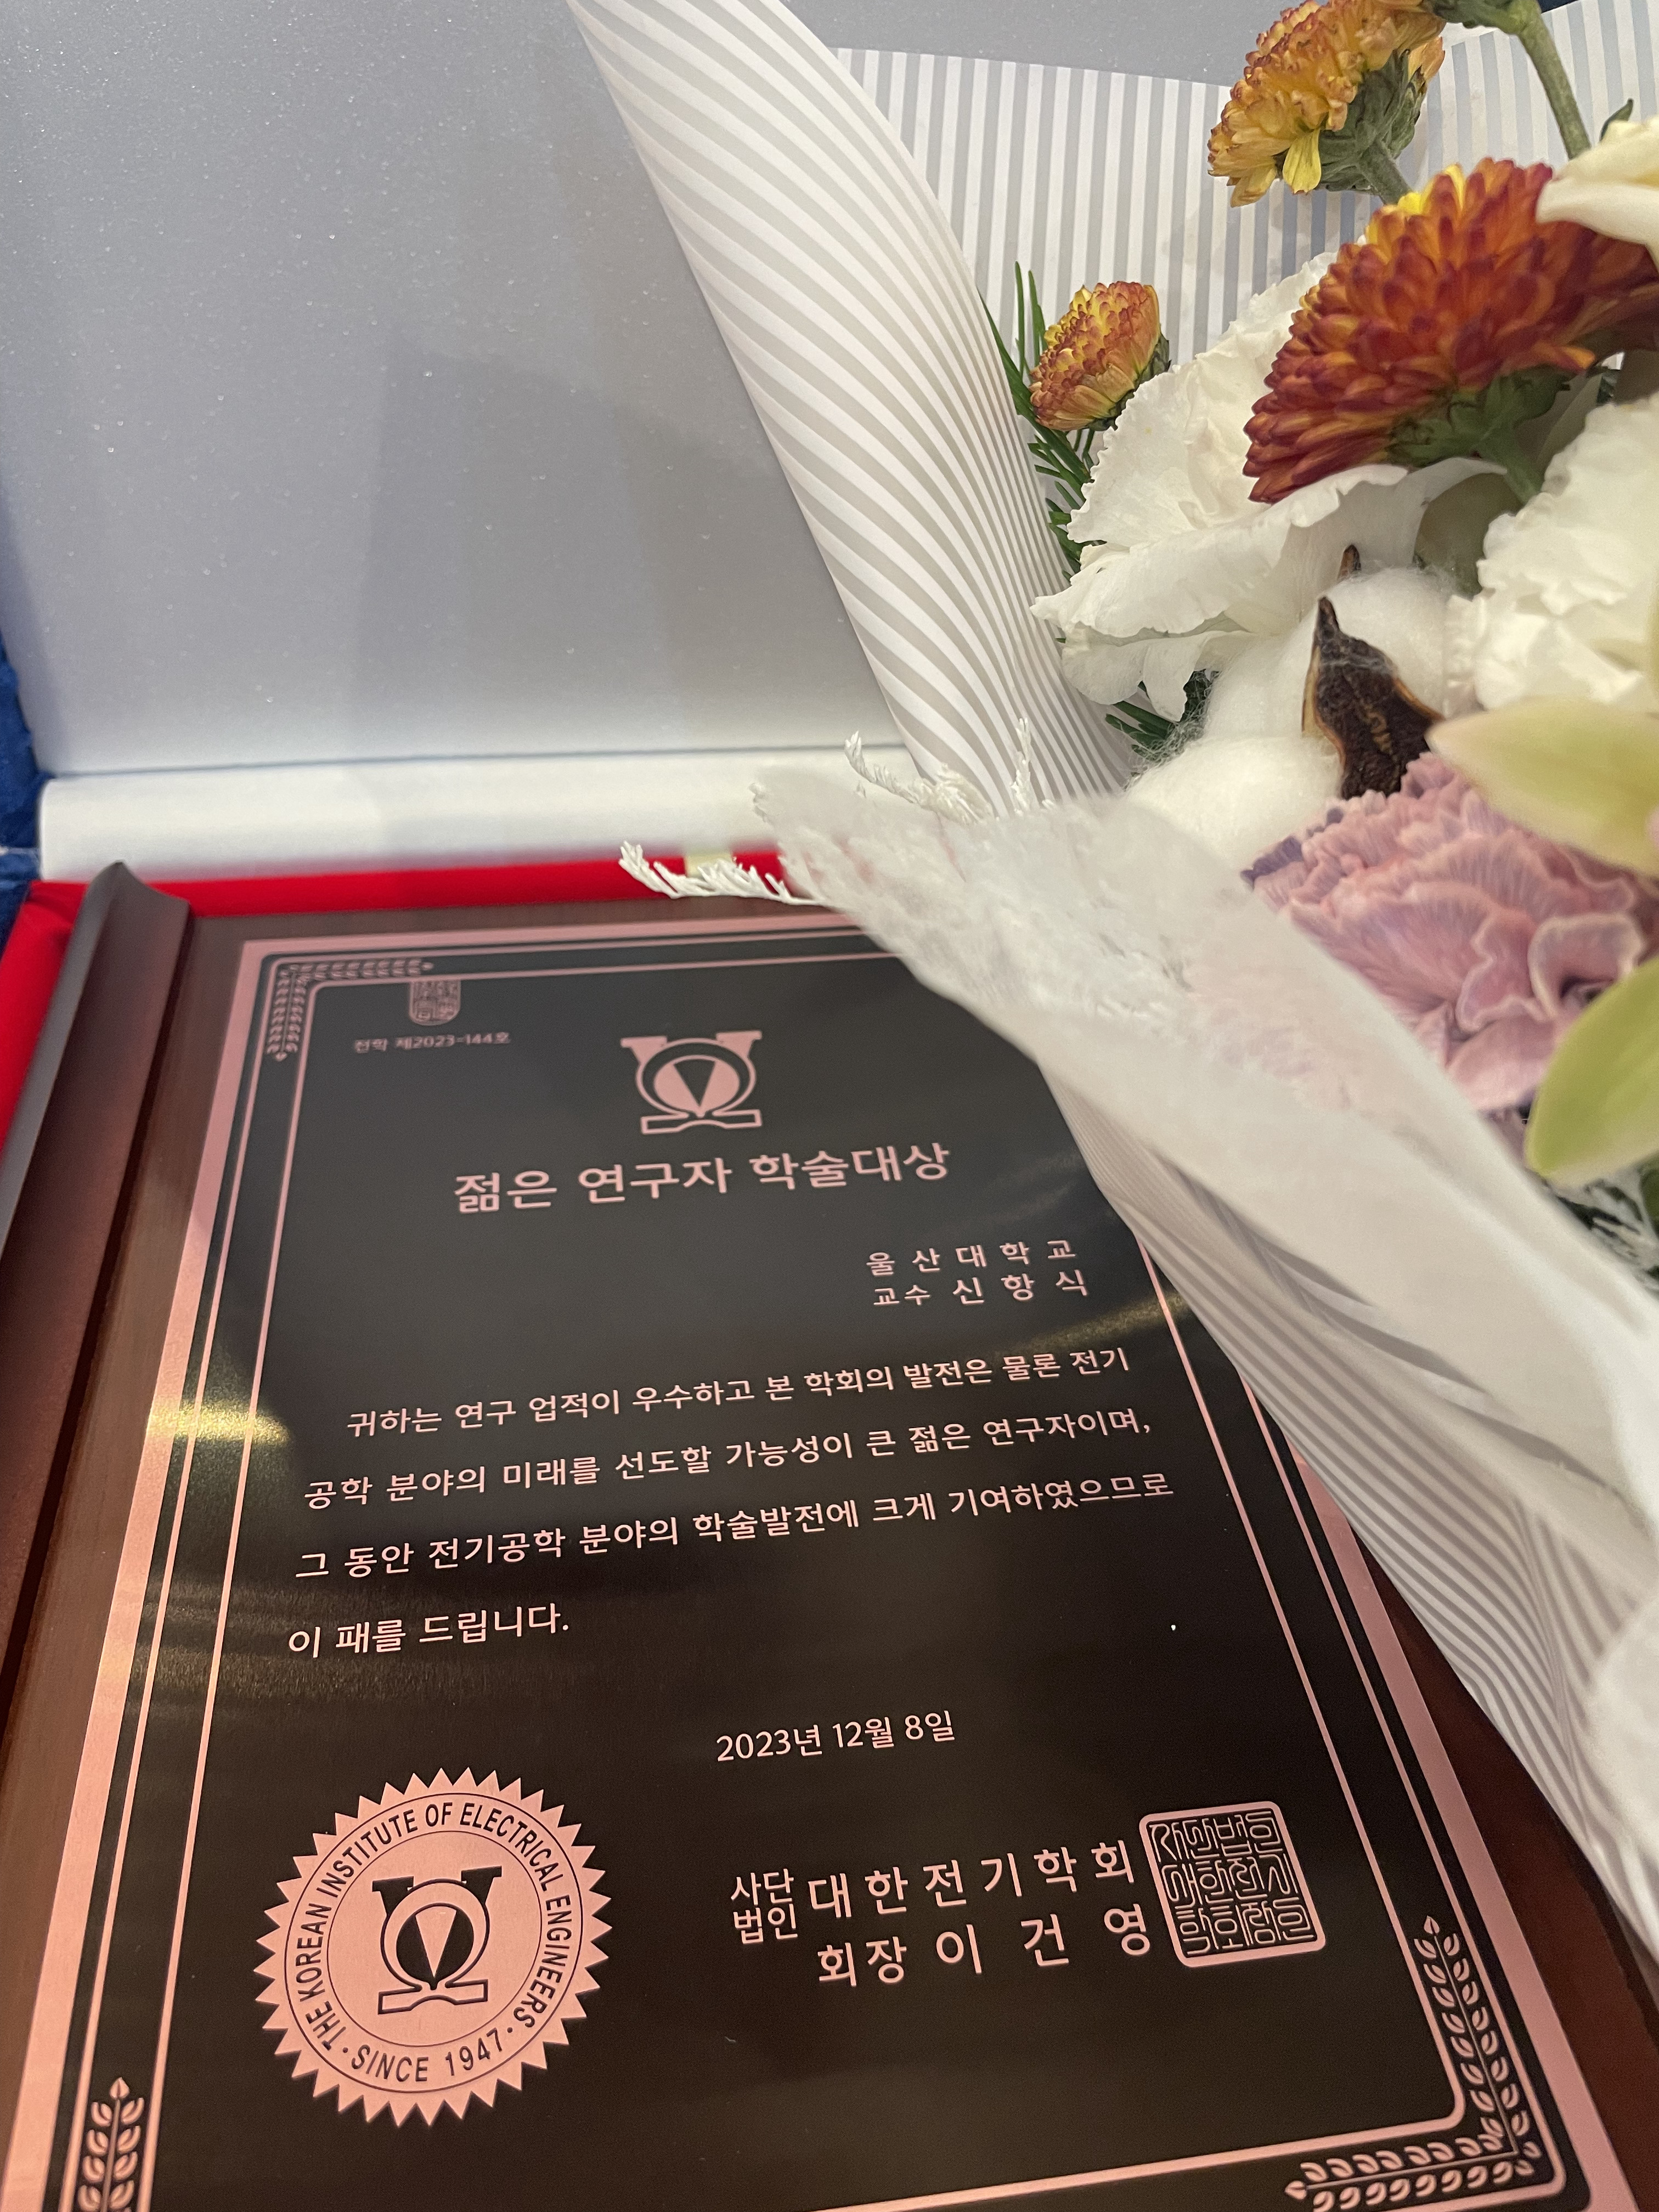 전학 제2023-144호
젊은 연구자 학술대상
울산대학교
교수 신항식
귀하는 연구 업적이 우수하고 본 학회의 발전은 물론 전기
공학 분야의 미래를 선도할 가능성이 큰 젊은 연구자이며,
그 동안 전기공학 분야의 학술발전에 크게 기여하였으므로
이 패를 드립니다.
2023년 12월 8일
THE KOREAN INSTITUTE OF ELECTRICAL ENGINEERS · SINCE 1947 ·
사단법인 대한전기학회
회장 이건영